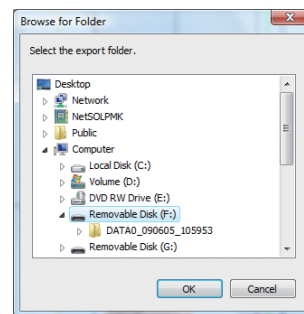 Browse for Folder
Select the export folder.
Desktop
Network
NetSOLPMK
Public
Computer
Local Disk (C:)
Volume (D:)
DVD RW Drive (E:)
Removable Disk (F:)
DATA0_090605_105953
Removable Disk (G:)
OK
Cancel